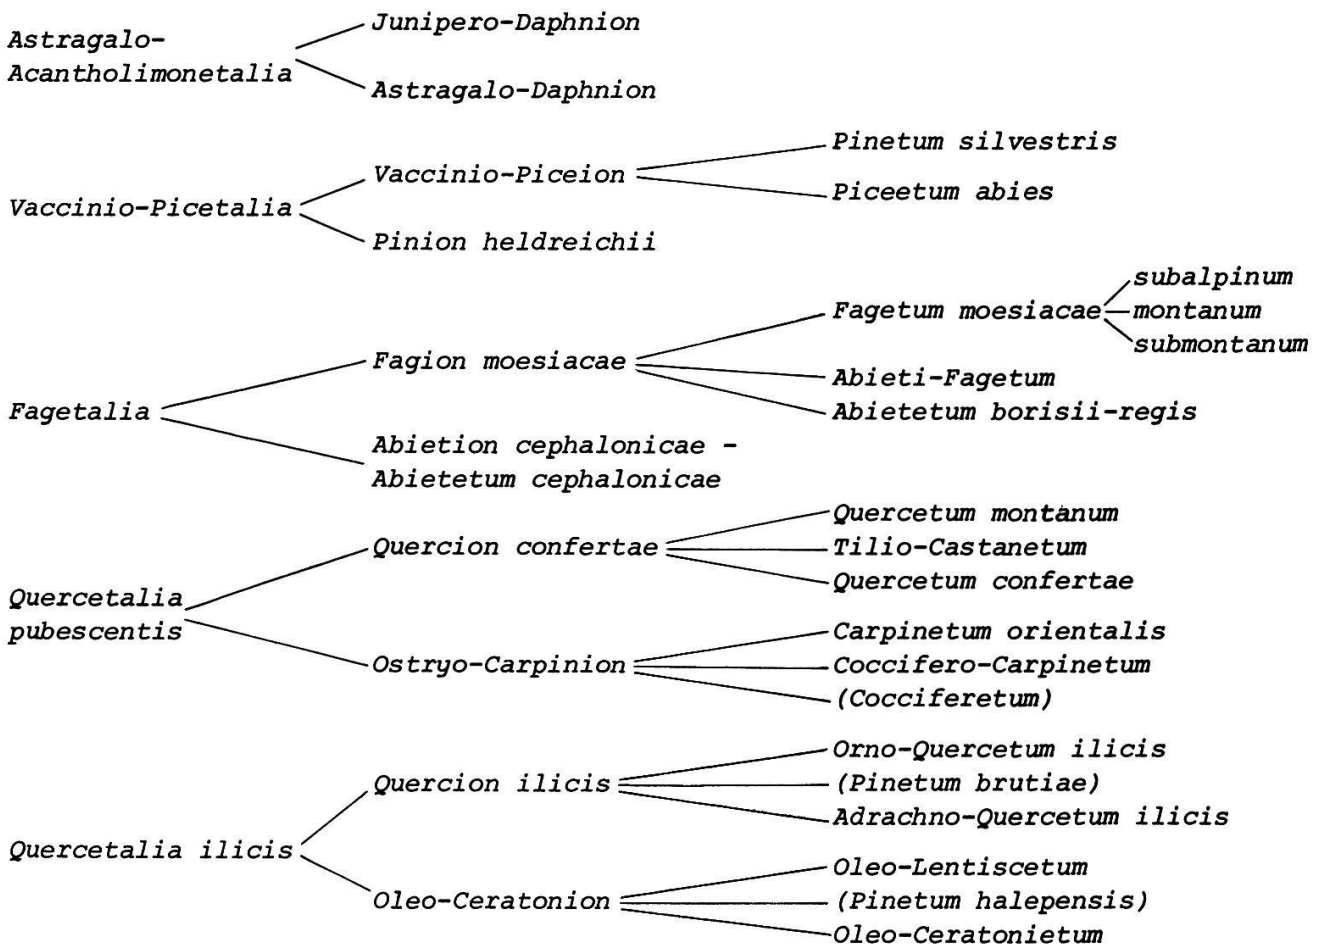 Astragalo-
Acantholimonetalia
Junipero-Daphnion
Astragalo-Daphnion
Vaccinio-Picetalia
Vaccinio-Piceion
Pinetum silvestris
Piceetum abies
Pinion heldreichii
Fagetalia
Fagion moesiacae
Fagetum moesiacae
subalpinum
montanum
submontanum
Abieti-Fagetum
Abietetum borisii-regis
Abietion cephalonicae -
Abietetum cephalonicae
Quercetalia
pubescentis
Quercion confertae
Quercetum montanum
Tilio-Castanetum
Quercetum confertae
Ostryo-Carpinion
Carpinetum orientalis
Coccifero-Carpinetum
(Cocciferetum)
Quercetalia ilicis
Quercion ilicis
Orno-Quercetum ilicis
(Pinetum brutiae)
Adrachno-Quercetum ilicis
Oleo-Ceratonion
Oleo-Lentiscetum
(Pinetum halepensis)
Oleo-Ceratonietum